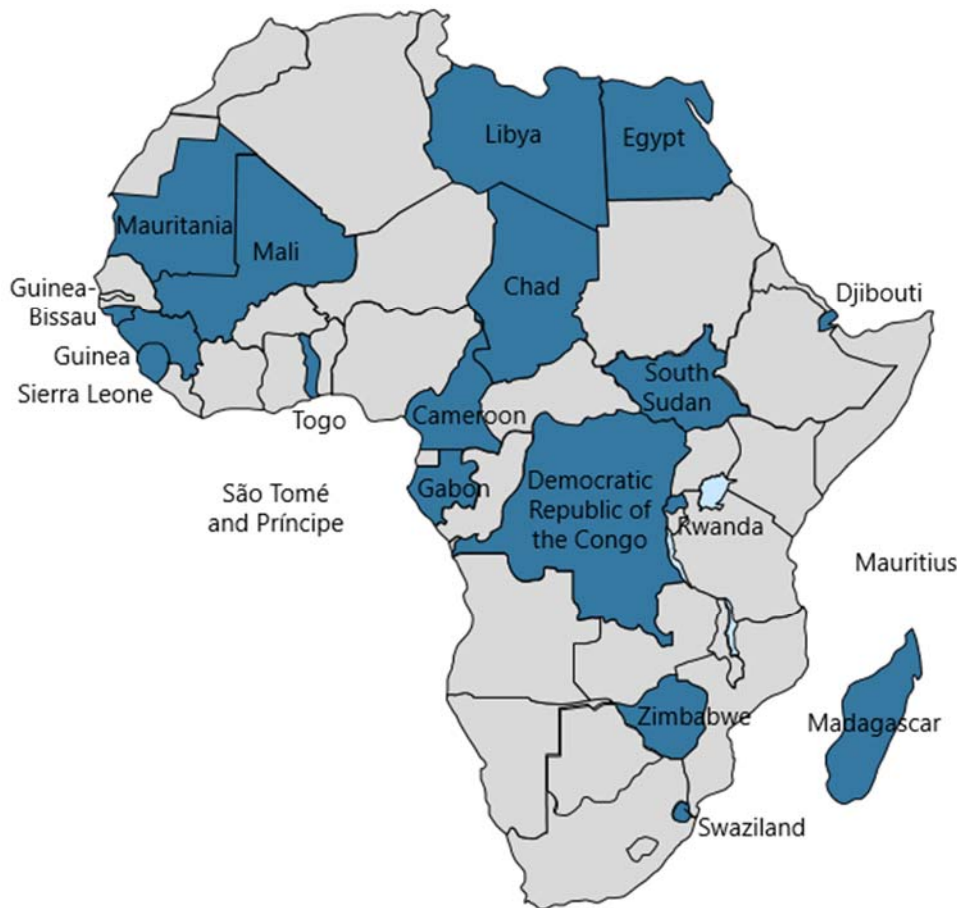 Libya
Egypt
Mauritania
Mali
Guinea-
Bissau
Chad
Djibouti
Guinea
Sierra Leone
Togo
Cameroon
South
Sudan
São Tomé
and Príncipe
Gabon
Democratic
Republic of
the Congo
Rwanda
Mauritius
Zimbabwe
Madagascar
Swaziland